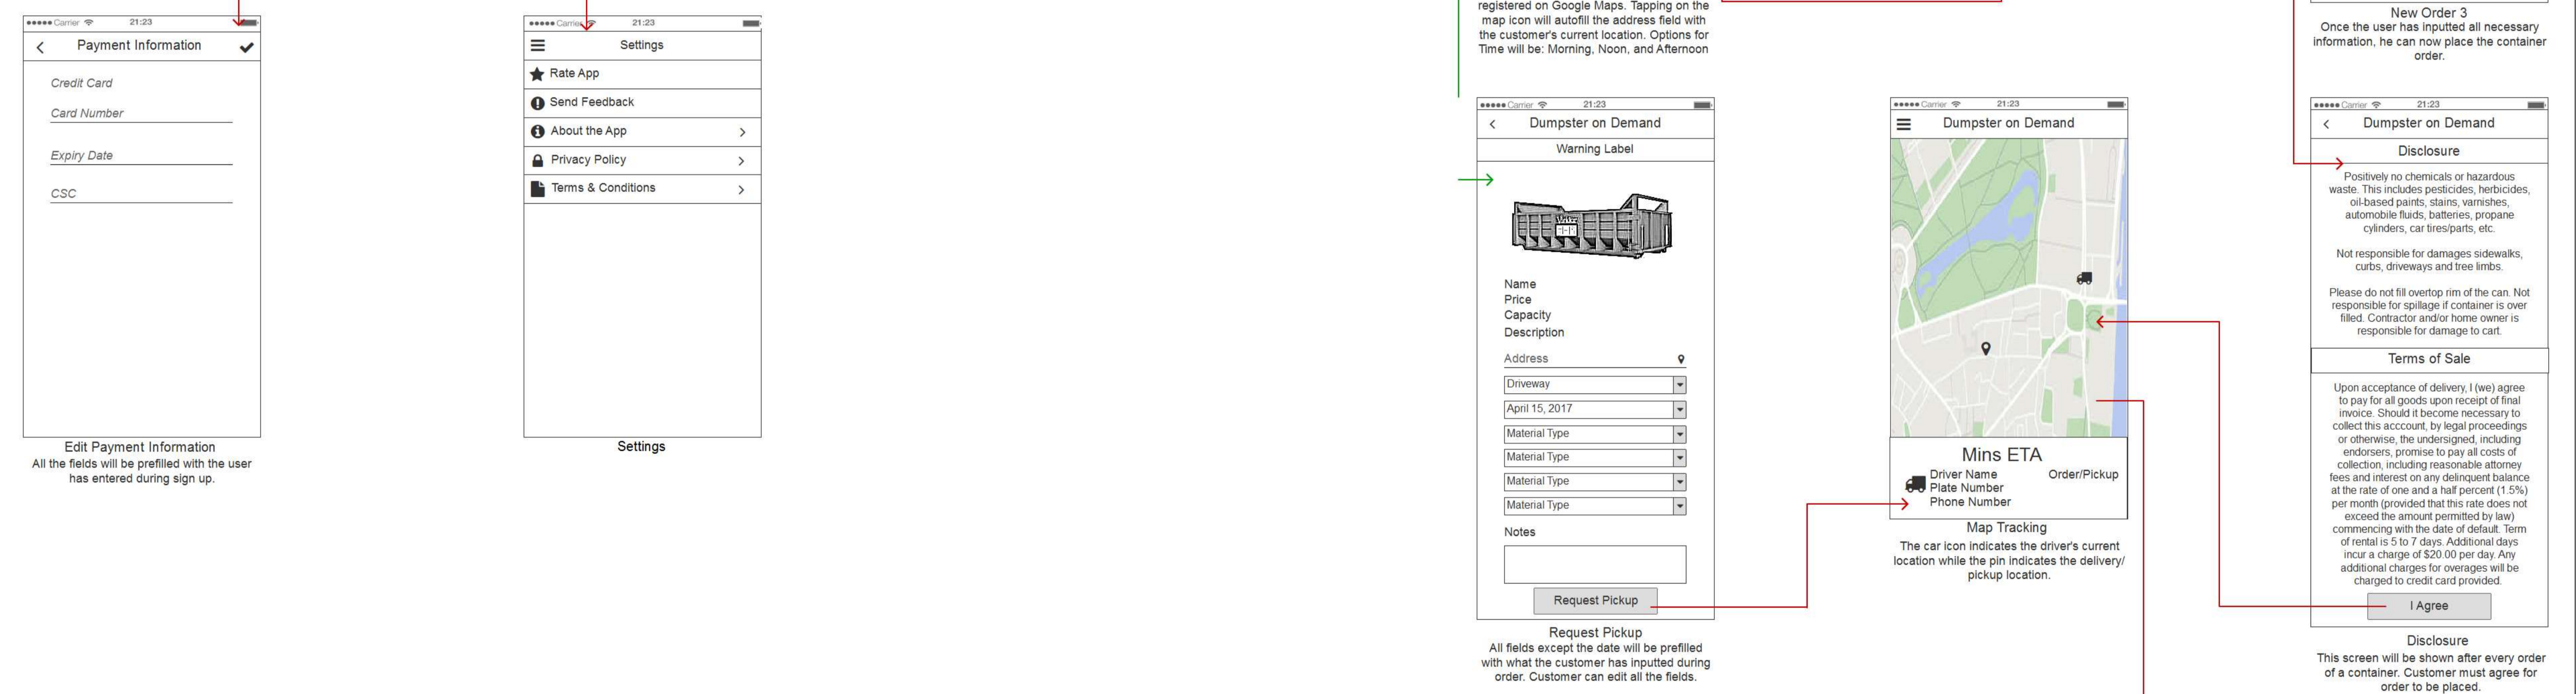 Carrier
21:23
Payment Information
Credit Card
Card Number
Expiry Date
CSC
Edit Payment Information
All the fields will be prefilled with the user
has entered during sign up.
Carrier
21:23
Settings
Rate App
Send Feedback
About the App
Privacy Policy
Terms & Conditions
Settings
registered on Google Maps. Tapping on the
map icon will autofill the address field with
the customer's current location. Options for
Time will be: Morning, Noon, and Afternoon
Carrier
21:23
Dumpster on Demand
Warning Label
Name
Price
Capacity
Description
Address
Driveway
April 15, 2017
Material Type
Material Type
Material Type
Material Type
Notes
Request Pickup
Request Pickup
All fields except the date will be prefilled
with what the customer has inputted during
order. Customer can edit all the fields.
Carrier
21:23
Dumpster on Demand
Mins ETA
Driver Name
Order/Pickup
Plate Number
Phone Number
Map Tracking
The car icon indicates the driver's current
location while the pin indicates the delivery/
pickup location.
New Order 3
Once the user has inputted all necessary
information, he can now place the container
order.
Carrier
21:23
Dumpster on Demand
Disclosure
Positively no chemicals or hazardous
waste. This includes pesticides, herbicides,
oil-based paints, stains, varnishes,
automobile fluids, batteries, propane
cylinders, car tires/parts, etc.
Not responsible for damages sidewalks,
curbs, driveways and tree limbs.
Please do not fill overtop rim of the can. Not
responsible for spillage if container is over
filled. Contractor and/or home owner is
responsible for damage to cart.
Terms of Sale
Upon acceptance of delivery, I (we) agree
to pay for all goods upon receipt of final
invoice. Should it become necessary to
collect this acccount, by legal proceedings
or otherwise, the undersigned, including
endorsers, promise to pay all costs of
collection, including reasonable attorney
fees and interest on any delinquent balance
at the rate of one and a half percent (1.5%)
per month (provided that this rate does not
exceed the amount permitted by law)
commencing with the date of default. Term
of rental is 5 to 7 days. Additional days
incur a charge of $20.00 per day. Any
additional charges for overages will be
charged to credit card provided.
I Agree
Disclosure
This screen will be shown after every order
of a container. Customer must agree for
order to be placed.